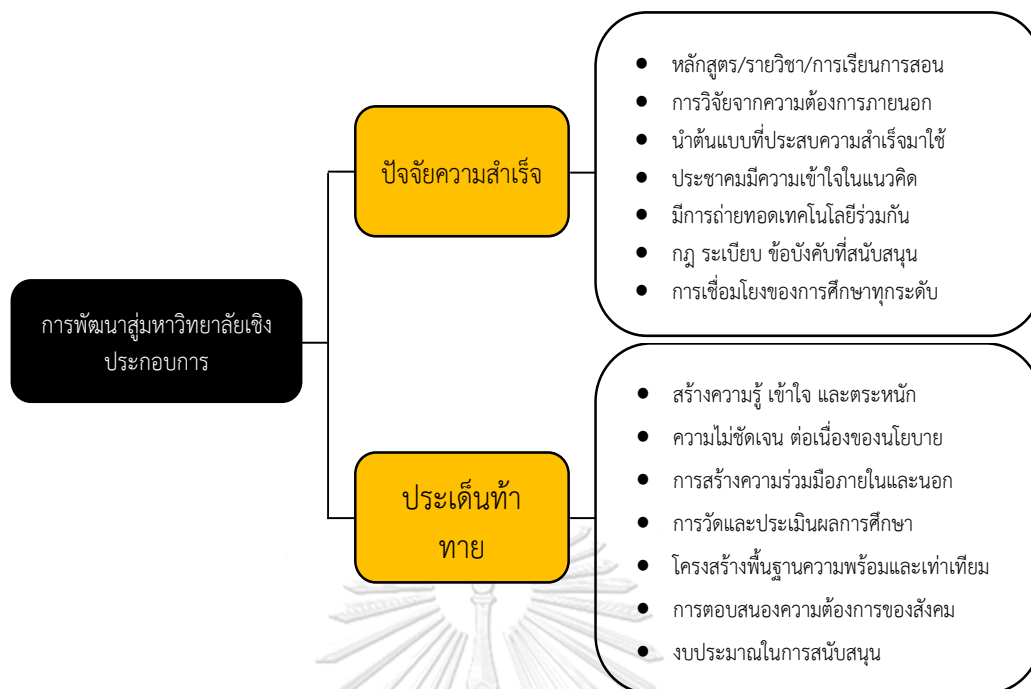 การพัฒนาสู่มหาวิทยาลัยเชิง
ประกอบการ
ปัจจัยความสำเร็จ
● หลักสูตร/รายวิชา/การเรียนการสอน
● การวิจัยจากความต้องการภายนอก
● นำต้นแบบที่ประสบความสำเร็จมาใช้
● ประชาคมมีความเข้าใจในแนวคิด
● มีการถ่ายทอดเทคโนโลยีร่วมกัน
● กฎ ระเบียบ ข้อบังคับที่สนับสนุน
● การเชื่อมโยงของการศึกษาทุกระดับ
ประเด็นท้า
ทาย
● สร้างความรู้ เข้าใจ และตระหนัก
● ความไม่ชัดเจน ต่อเนื่องของนโยบาย
● การสร้างความร่วมมือภายในและนอก
● การวัดและประเมินผลการศึกษา
● โครงสร้างพื้นฐานความพร้อมและเท่าเทียม
● การตอบสนองความต้องการของสังคม
● งบประมาณในการสนับสนุน